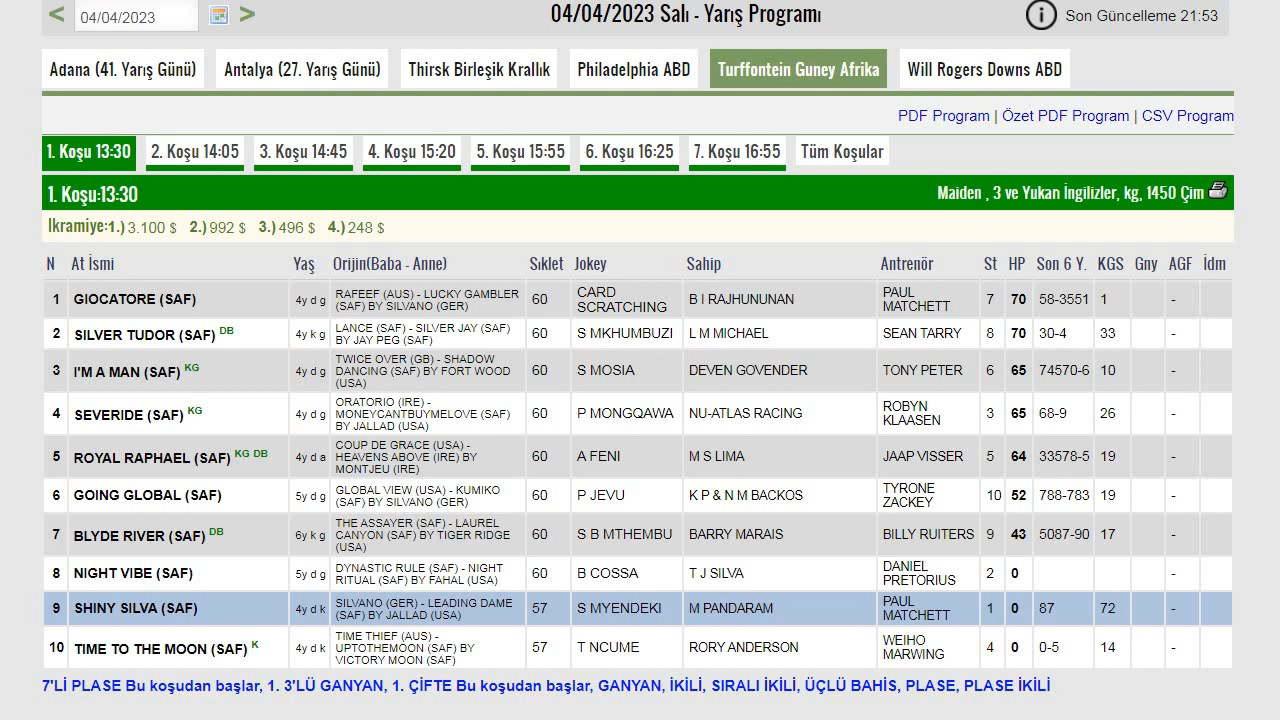 < 04/04/2023 >
04/04/2023 Salı - Yarış Programı
i Son Güncelleme 21:53
Adana (41. Yarış Günü) Antalya (27. Yarış Günü) Thirsk Birleşik Krallık Philadelphia ABD Turffontein Guney Afrika Will Rogers Downs ABD
PDF Program | Özet PDF Program | CSV Program
1. Koşu 13:30 2. Koşu 14:05 3. Koşu 14:45 4. Koşu 15:20 5. Koşu 15:55 6. Koşu 16:25 7. Koşu 16:55 Tüm Koşular
1. Koşu:13:30 Maiden , 3 ve Yukarı İngilizler, kg, 1450 Çim
Ikramiye:1.) 3.100 $ 2.) 992 $ 3.) 496 $ 4.) 248 $
N At İsmi Yaş Orijin(Baba - Anne) Sıklet Jokey Sahip Antrenör St HP Son 6 Y. KGS Gny AGF İdm
1 GIOCATORE (SAF) 4y d g RAFEEF (AUS) - LUCKY GAMBLER (SAF) BY SILVANO (GER) 60 CARD SCRATCHING B I RAJHUNUNAN PAUL MATCHETT 7 70 58-3551 1 -
2 SILVER TUDOR (SAF) DB 4y k g LANCE (SAF) - SILVER JAY (SAF) BY JAY PEG (SAF) 60 S MKHUMBUZI L M MICHAEL SEAN TARRY 8 70 30-4 33 -
3 I'M A MAN (SAF) KG 4y d g TWICE OVER (GB) - SHADOW DANCING (SAF) BY FORT WOOD (USA) 60 S MOSIA DEVEN GOVENDER TONY PETER 6 65 74570-6 10 -
4 SEVERIDE (SAF) KG 4y d g ORATORIO (IRE) - MONEYCANTBUYMELOVE (SAF) BY JALLAD (USA) 60 P MONGQAWA NU-ATLAS RACING ROBYN KLAASEN 3 65 68-9 26 -
5 ROYAL RAPHAEL (SAF) KG DB 4y d a COUP DE GRACE (USA) - HEAVENS ABOVE (IRE) BY MONTJEU (IRE) 60 A FENI M S LIMA JAAP VISSER 5 64 33578-5 19 -
6 GOING GLOBAL (SAF) 5y d g GLOBAL VIEW (USA) - KUMIKO (SAF) BY SILVANO (GER) 60 P JEVU K P & N M BACKOS TYRONE ZACKEY 10 52 788-783 19 -
7 BLYDE RIVER (SAF) DB 6y k g THE ASSAYER (SAF) - LAUREL CANYON (SAF) BY TIGER RIDGE (USA) 60 S B MTHEMBU BARRY MARAIS BILLY RUITERS 9 43 5087-90 17 -
8 NIGHT VIBE (SAF) 5y d g DYNASTIC RULE (SAF) - NIGHT RITUAL (SAF) BY FAHAL (USA) 60 B COSSA T J SILVA DANIEL PRETORIUS 2 0 -
9 SHINY SILVA (SAF) 4y d k SILVANO (GER) - LEADING DAME (SAF) BY JALLAD (USA) 57 S MYENDEKI M PANDARAM PAUL MATCHETT 1 0 87 72 -
10 TIME TO THE MOON (SAF) K 4y d k TIME THIEF (AUS) - UPTOTHEMOON (SAF) BY VICTORY MOON (SAF) 57 T NCUME RORY ANDERSON WEIHO MARWING 4 0 0-5 14 -
7'Lİ PLASE Bu koşudan başlar, 1. 3'LÜ GANYAN, 1. ÇİFTE Bu koşudan başlar, GANYAN, İKİLİ, SIRALI İKİLİ, ÜÇLÜ BAHİS, PLASE, PLASE İKİLİ